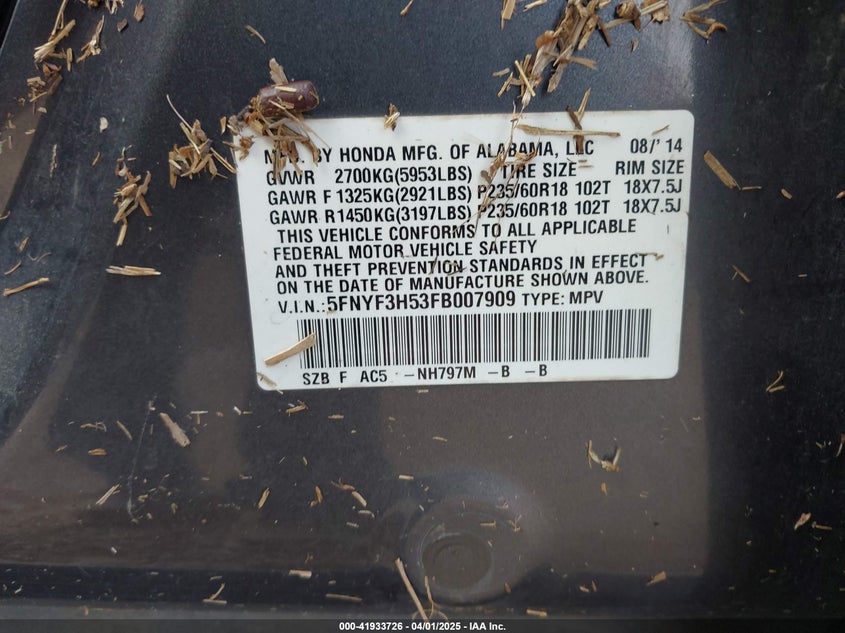 MFG. BY HONDA MFG. OF ALABAMA, LLC 08/'14
GVWR 2700KG(5953LBS) TIRE SIZE RIM SIZE
GAWR F 1325KG(2921LBS) P235/60R18 102T 18X7.5J
GAWR R1450KG(3197LBS) P235/60R18 102T 18X7.5J
THIS VEHICLE CONFORMS TO ALL APPLICABLE
FEDERAL MOTOR VEHICLE SAFETY
AND THEFT PREVENTION STANDARDS IN EFFECT
ON THE DATE OF MANUFACTURE SHOWN ABOVE.
V.I.N.:5FNYF3H53FB007909 TYPE: MPV
SZB F AC5 -NH797M -B -B
000-41933726 - 04/01/2025 - IAA Inc.